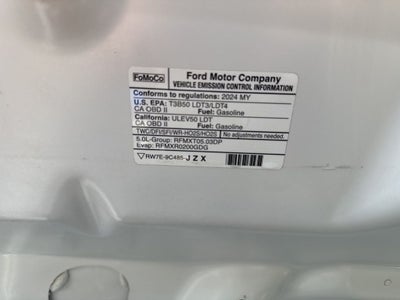 FoMoCo Ford Motor Company
VEHICLE EMISSION CONTROL INFORMATION
Conforms to regulations: 2024 MY
U.S. EPA: T3B50 LDT3/LDT4
CA OBD II Fuel: Gasoline
California: ULEV50 LDT
CA OBD II Fuel: Gasoline
TWC/DFI/SFI/WR-HO2S/HO2S No adjustments needed.
5.0L-Group: RFMXT05.03DP
Evap: RFMXR0200GDG
RW7E-9C485- JZX